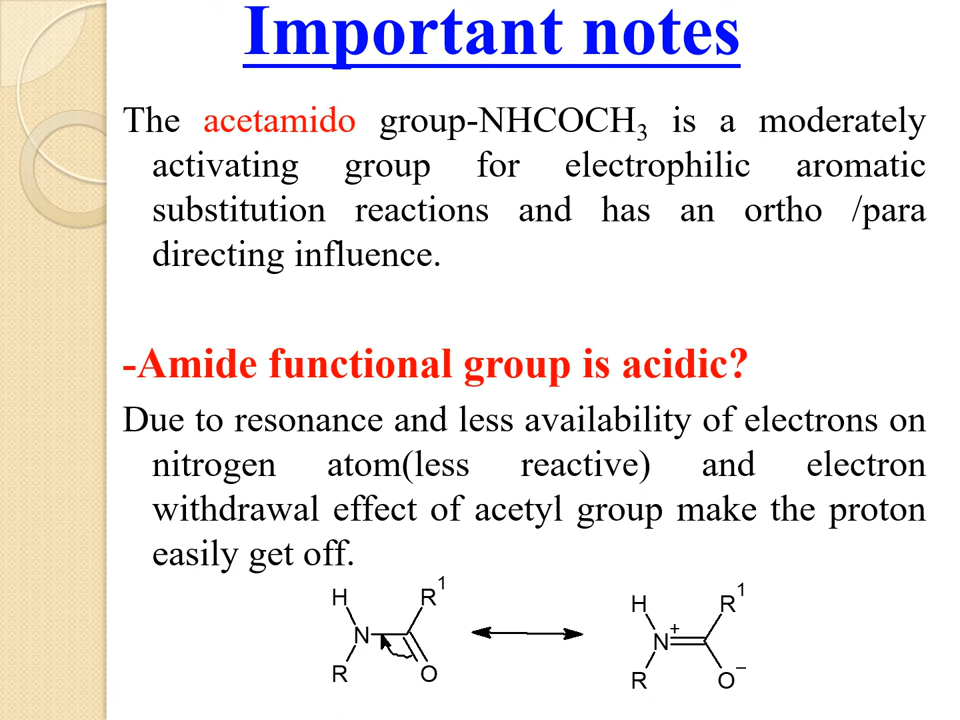 Important notes
The acetamido group-NHCOCH3 is a moderately
activating group for electrophilic aromatic
substitution reactions and has an ortho /para
directing influence.
-Amide functional group is acidic?
Due to resonance and less availability of electrons on
nitrogen atom(less reactive) and electron
withdrawal effect of acetyl group make the proton
easily get off.
H R1 H R1
N N+
R O R O−